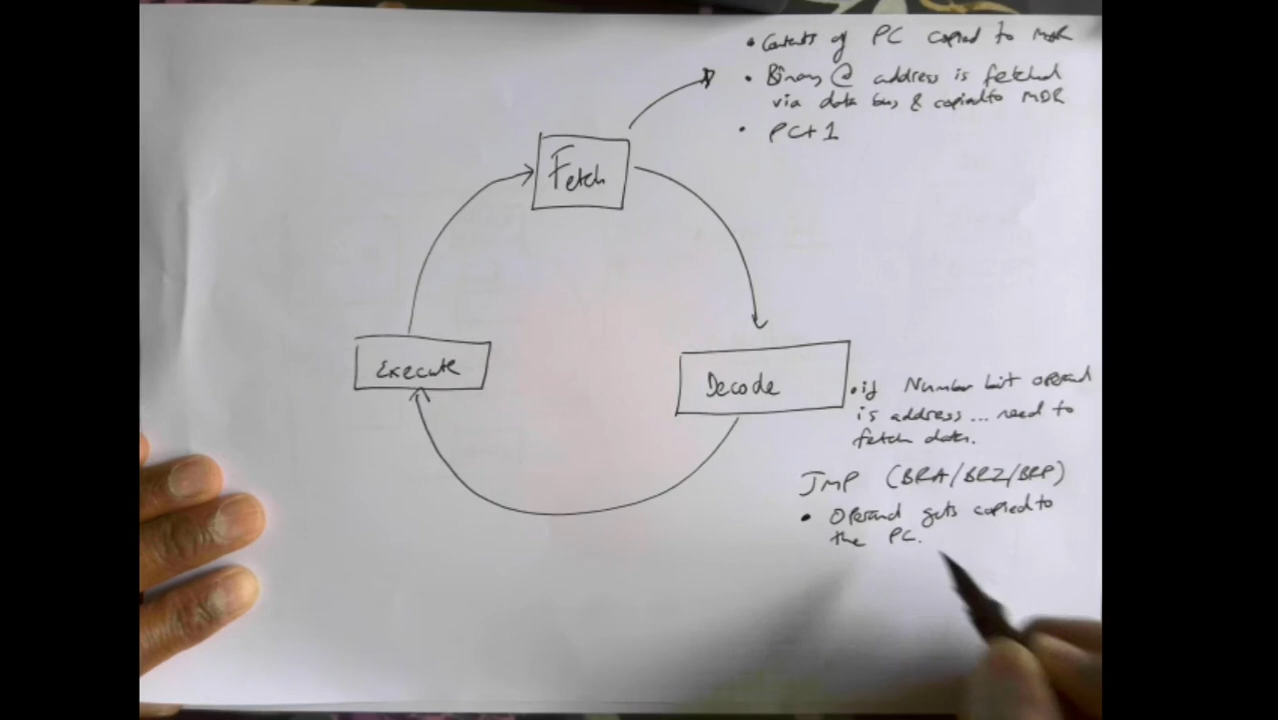 • Contents of PC copied to MAR
• Binary @ address is fetched
via data bus & copied to MDR
• PC+1
Fetch
Execute
Decode
• if Number bit operand
is address... need to
fetch data.
JMP (BRA/BRZ/BRP)
• Operand gets copied to
the PC.